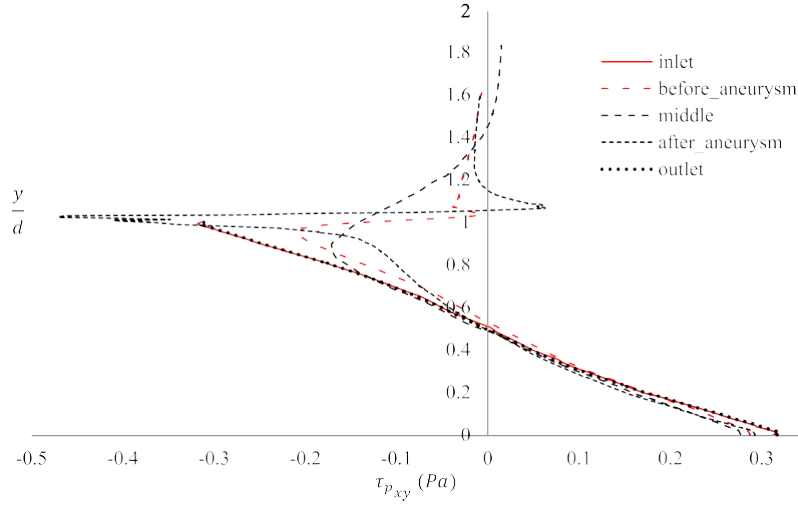 2
1.8
1.6
1.4
1.2
1
0.8
0.6
0.4
0.2
0
y
d
inlet
before_aneurysm
middle
after_aneurysm
outlet
-0.5 -0.4 -0.3 -0.2 -0.1 0 0.1 0.2 0.3
τpxy (Pa)